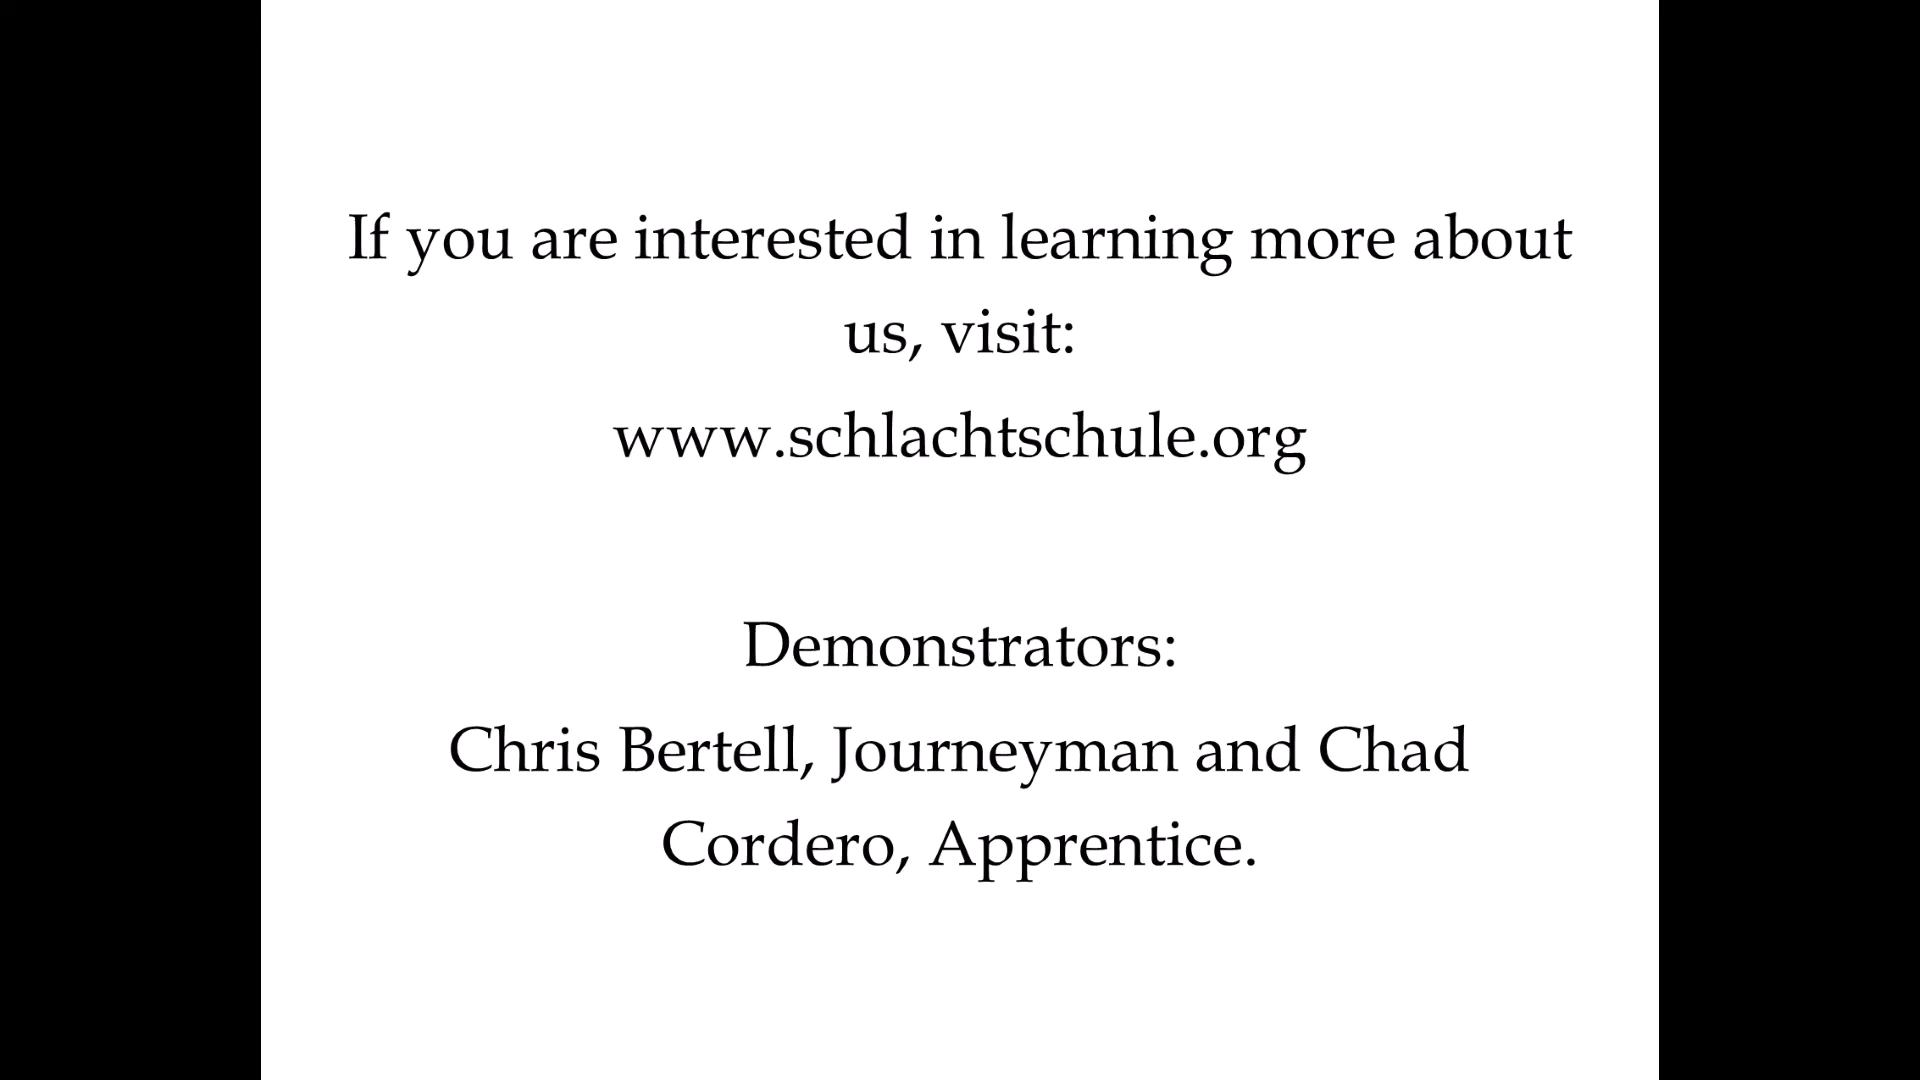 If you are interested in learning more about
us, visit:
www.schlachtschule.org
Demonstrators:
Chris Bertell, Journeyman and Chad
Cordero, Apprentice.